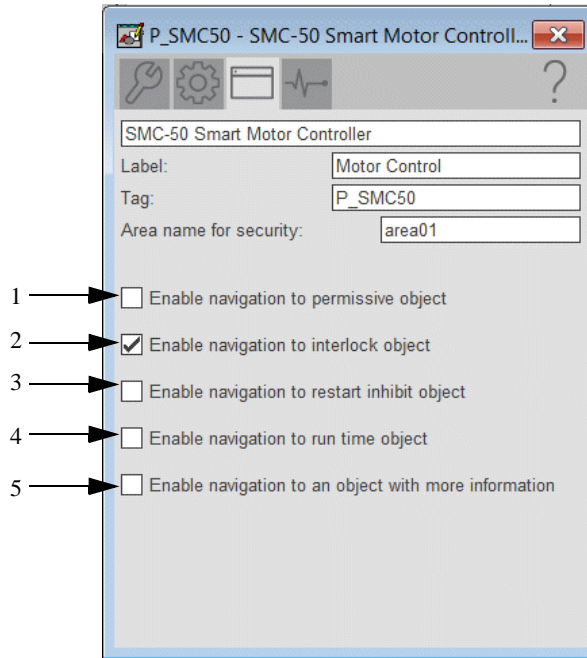 P_SMC50 - SMC-50 Smart Motor Controll...
?
SMC-50 Smart Motor Controller
Label: Motor Control
Tag: P_SMC50
Area name for security: area01
1 Enable navigation to permissive object
2 Enable navigation to interlock object
3 Enable navigation to restart inhibit object
4 Enable navigation to run time object
5 Enable navigation to an object with more information